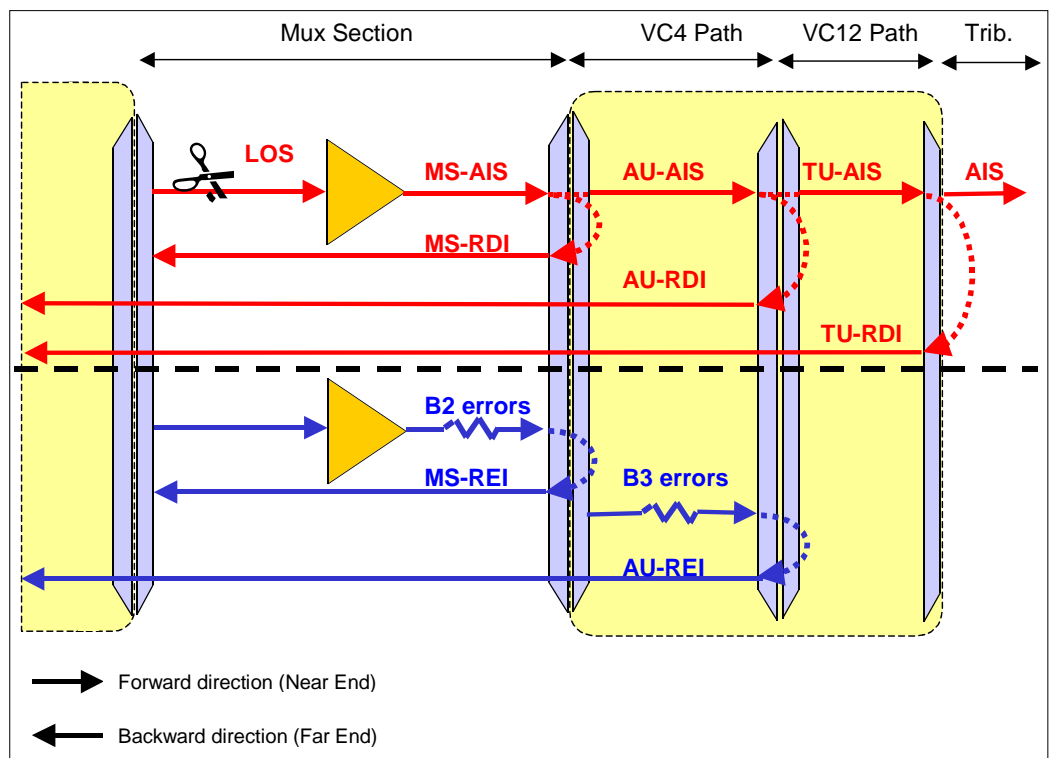 Mux Section
VC4 Path
VC12 Path
Trib.
LOS
MS-AIS
AU-AIS
TU-AIS
AIS
MS-RDI
AU-RDI
TU-RDI
B2 errors
MS-REI
B3 errors
AU-REI
Forward direction (Near End)
Backward direction (Far End)